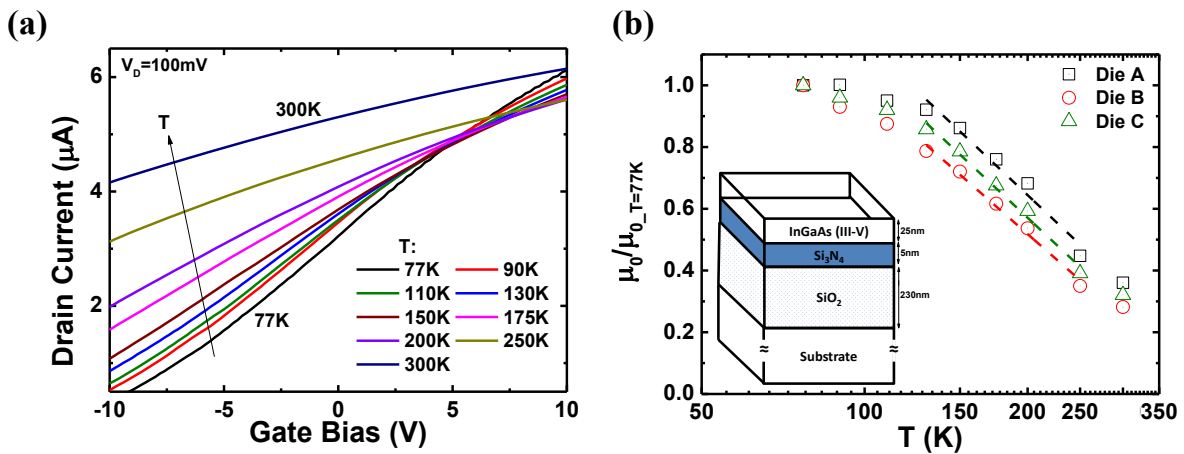 (a)
V_D=100mV
300K
T
77K
T:
77K 90K
110K 130K
150K 175K
200K 250K
300K
6
4
2
-10 -5 0 5 10
Gate Bias (V)
Drain Current (μA)
(b)
Die A
Die B
Die C
1.0
0.8
0.6
0.4
0.2
0.0
InGaAs (III-V)
25nm
Si₃N₄
5nm
SiO₂
230nm
≈ ≈
Substrate
50 100 150 200 250 350
T (K)
μ₀/μ₀_T=77K